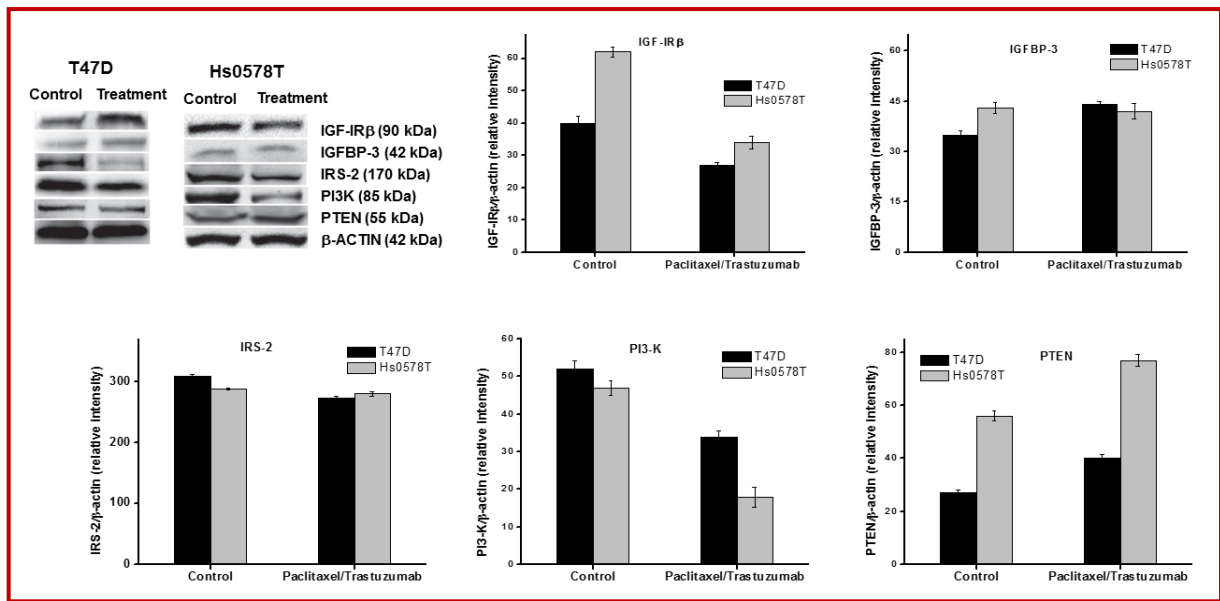 T47D
Hs0578T
Control Treatment
Control Treatment
IGF-IRβ (90 kDa)
IGFBP-3 (42 kDa)
IRS-2 (170 kDa)
PI3K (85 kDa)
PTEN (55 kDa)
β-ACTIN (42 kDa)
IGF-IRβ
T47D
Hs0578T
IGF-IRβ/β-actin (relative intensity)
60
50
40
30
20
10
0
Control Paclitaxel/Trastuzumab
IGFBP-3
T47D
Hs0578T
IGFBP-3/β-actin (relative intensity)
60
45
30
15
0
Control Paclitaxel/Trastuzumab
IRS-2
T47D
Hs0578T
IRS-2/β-actin (relative intensity)
300
200
100
0
Control Paclitaxel/Trastuzumab
PI3-K
T47D
Hs0578T
PI3-K/β-actin (relative intensity)
60
50
40
30
20
10
0
Control Paclitaxel/Trastuzumab
PTEN
T47D
Hs0578T
PTEN/β-actin (relative intensity)
80
60
40
20
0
Control Paclitaxel/Trastuzumab